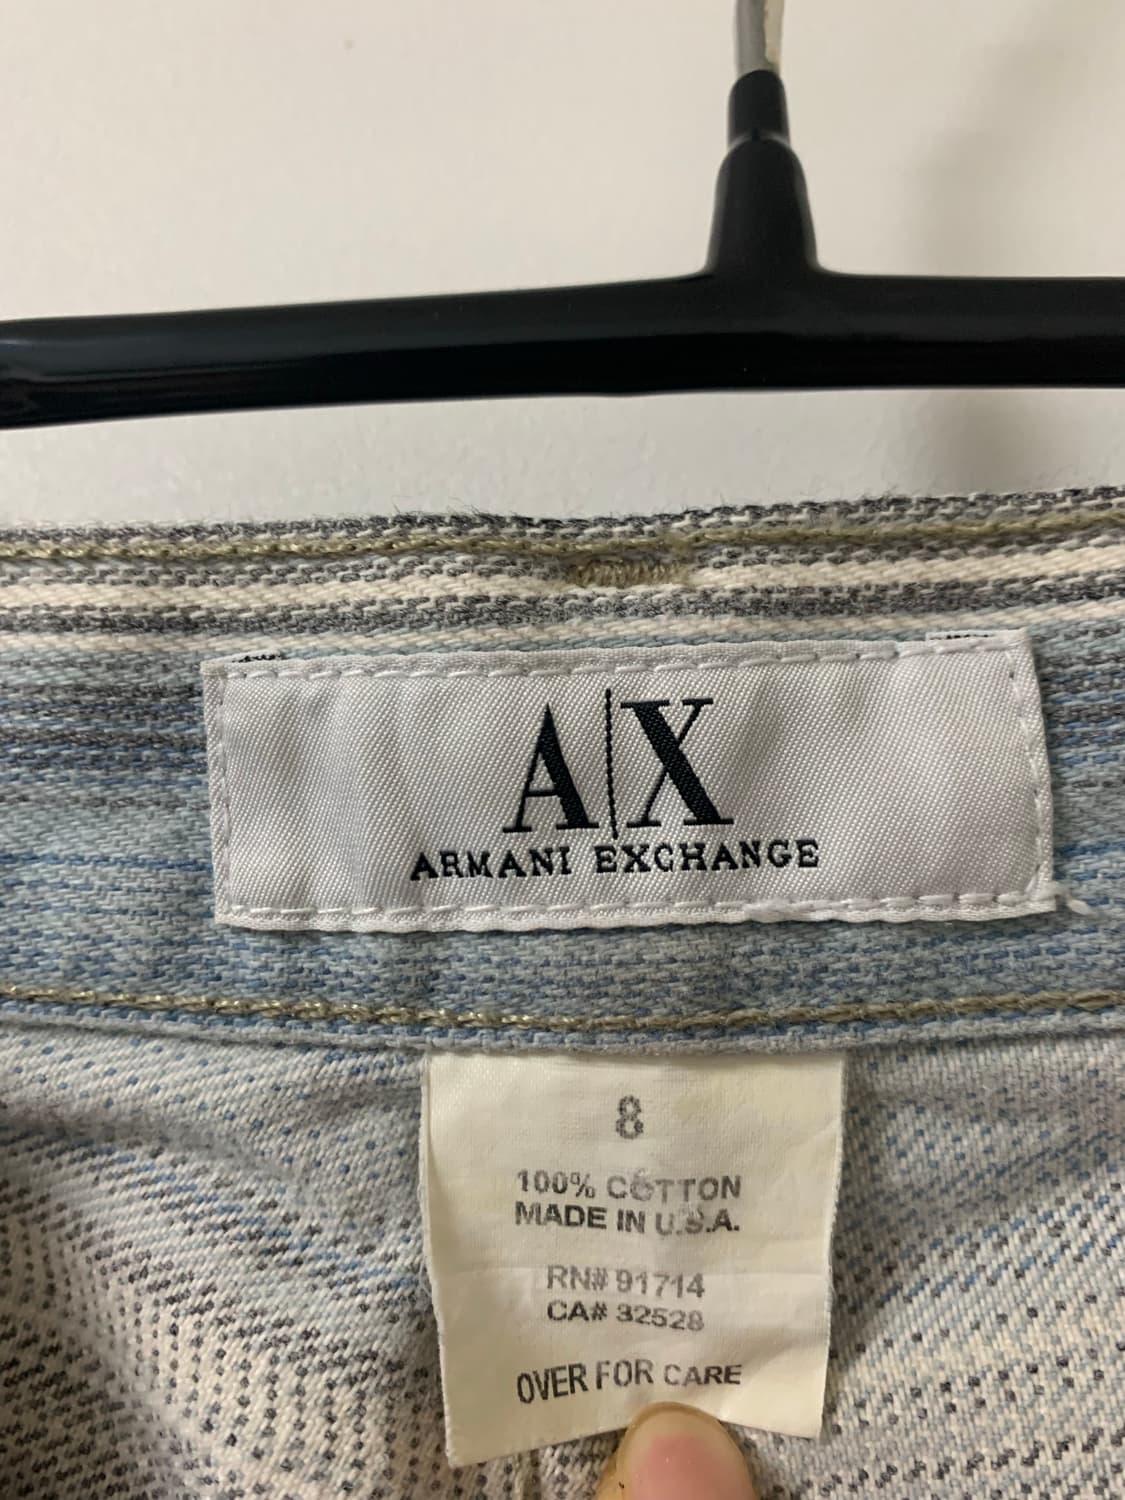 A|X
ARMANI EXCHANGE
8
100% COTTON
MADE IN U.S.A.
RN# 91714
CA# 32528
OVER FOR CARE